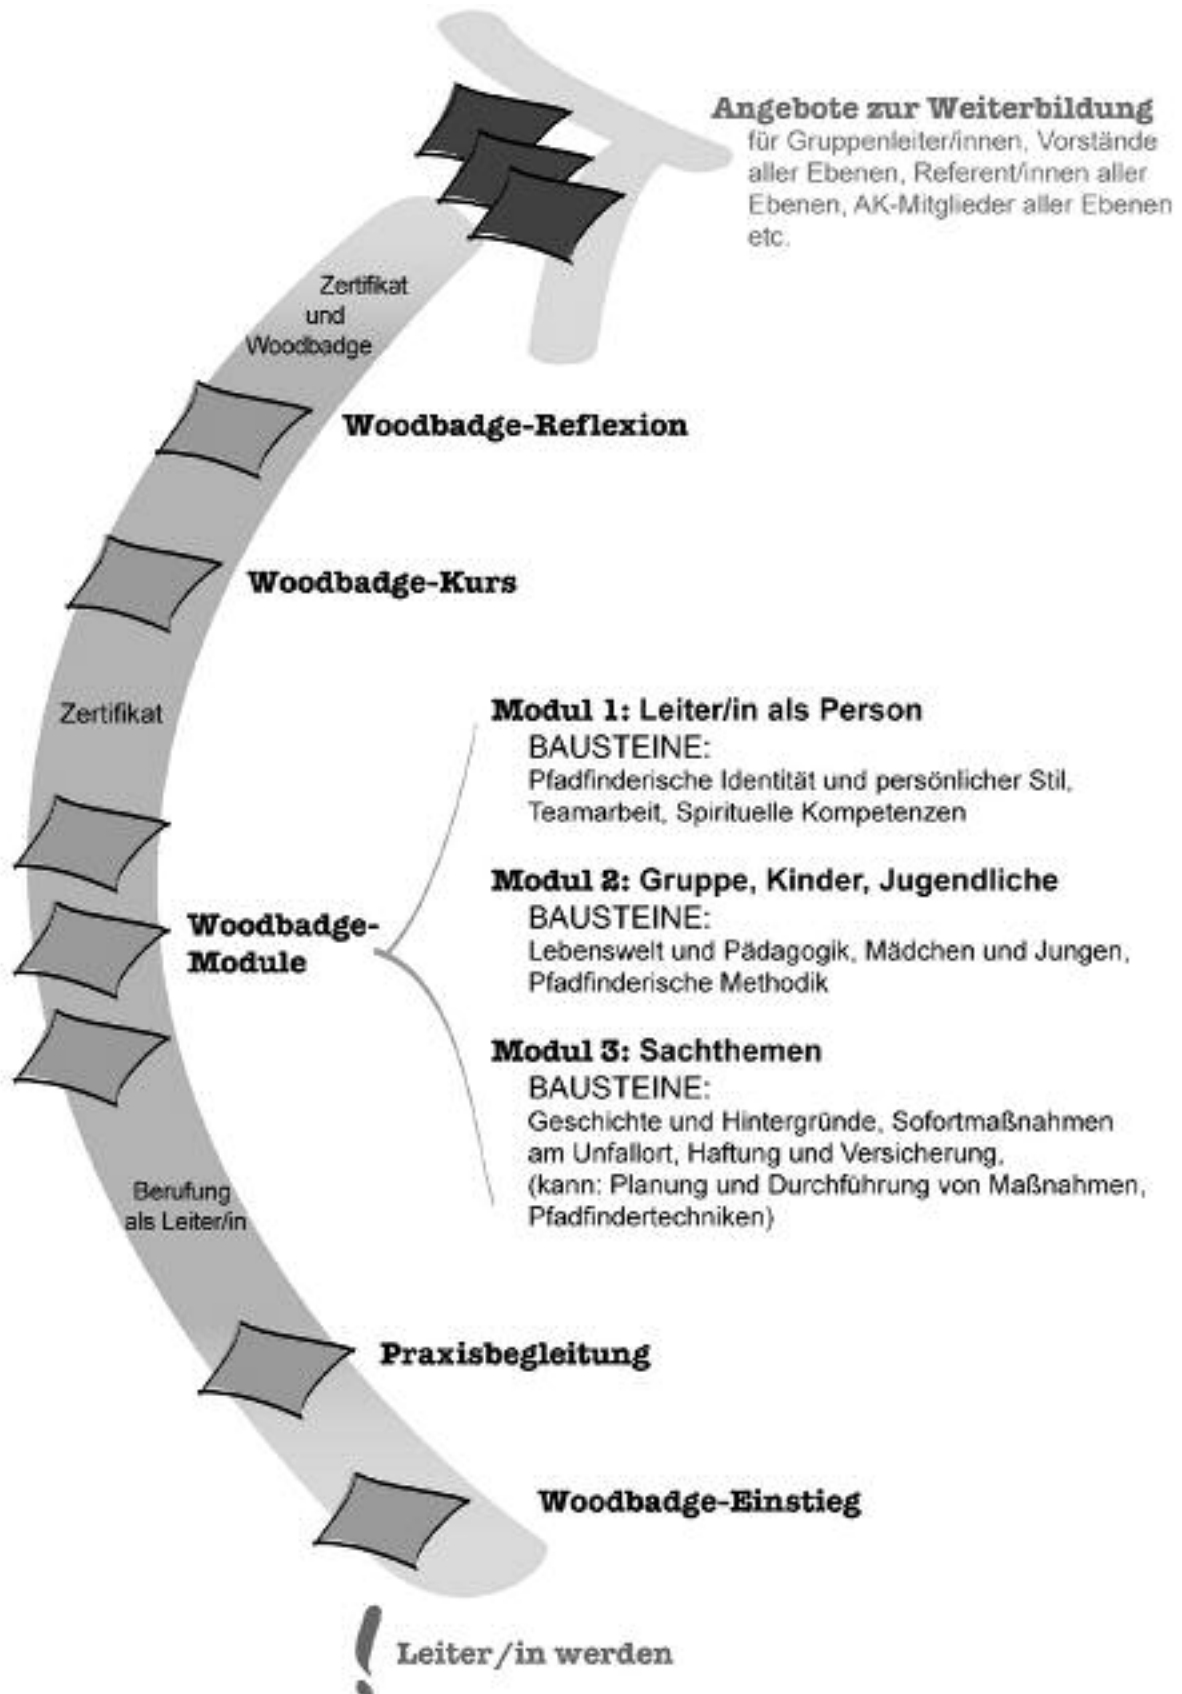 Angebote zur Weiterbildung
für Gruppenleiter/innen, Vorstände
aller Ebenen, Referent/innen aller
Ebenen, AK-Mitglieder aller Ebenen
etc.
Zertifikat
und
Woodbadge
Woodbadge-Reflexion
Woodbadge-Kurs
Zertifikat
Modul 1: Leiter/in als Person
BAUSTEINE:
Pfadfinderische Identität und persönlicher Stil,
Teamarbeit, Spirituelle Kompetenzen
Modul 2: Gruppe, Kinder, Jugendliche
BAUSTEINE:
Lebenswelt und Pädagogik, Mädchen und Jungen,
Pfadfinderische Methodik
Woodbadge-
Module
Modul 3: Sachthemen
BAUSTEINE:
Geschichte und Hintergründe, Sofortmaßnahmen
am Unfallort, Haftung und Versicherung,
(kann: Planung und Durchführung von Maßnahmen,
Pfadfindertechniken)
Berufung
als Leiter/in
Praxisbegleitung
Woodbadge-Einstieg
! Leiter/in werden